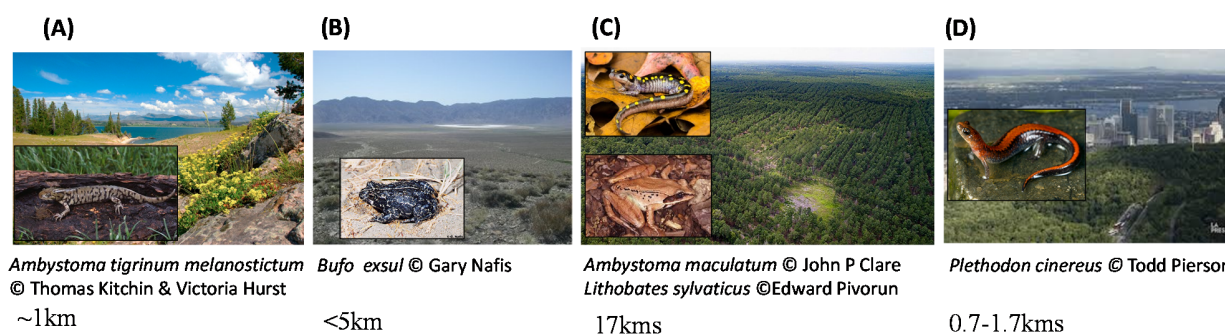 (A)
(B)
(C)
(D)
Ambystoma tigrinum melanostictum
© Thomas Kitchin & Victoria Hurst
~1km
Bufo exsul © Gary Nafis
<5km
Ambystoma maculatum © John P Clare
Lithobates sylvaticus ©Edward Pivorun
17kms
Plethodon cinereus © Todd Pierson
0.7-1.7kms